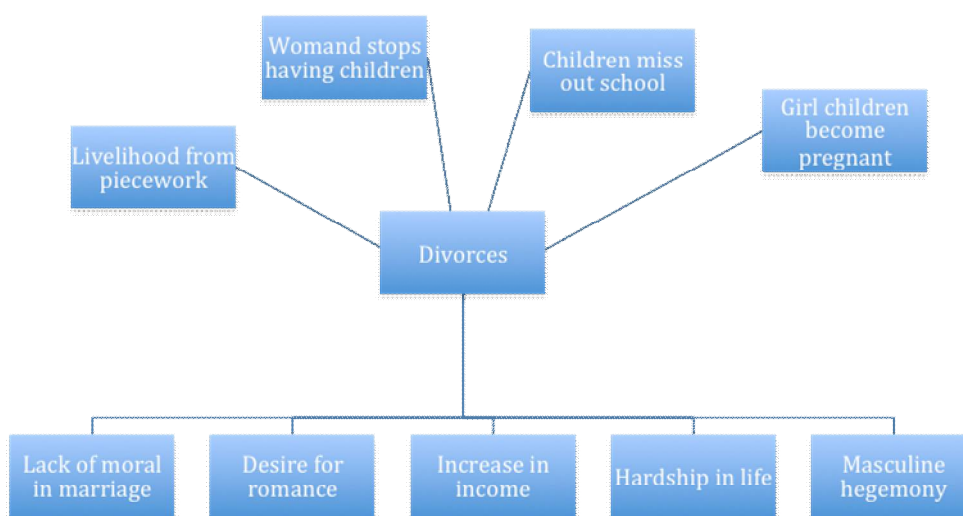 Womand stops
having children
Children miss
out school
Girl children
become
pregnant
Livelihood from
piecework
Divorces
Lack of moral
in marriage
Desire for
romance
Increase in
income
Hardship in life
Masculine
hegemony